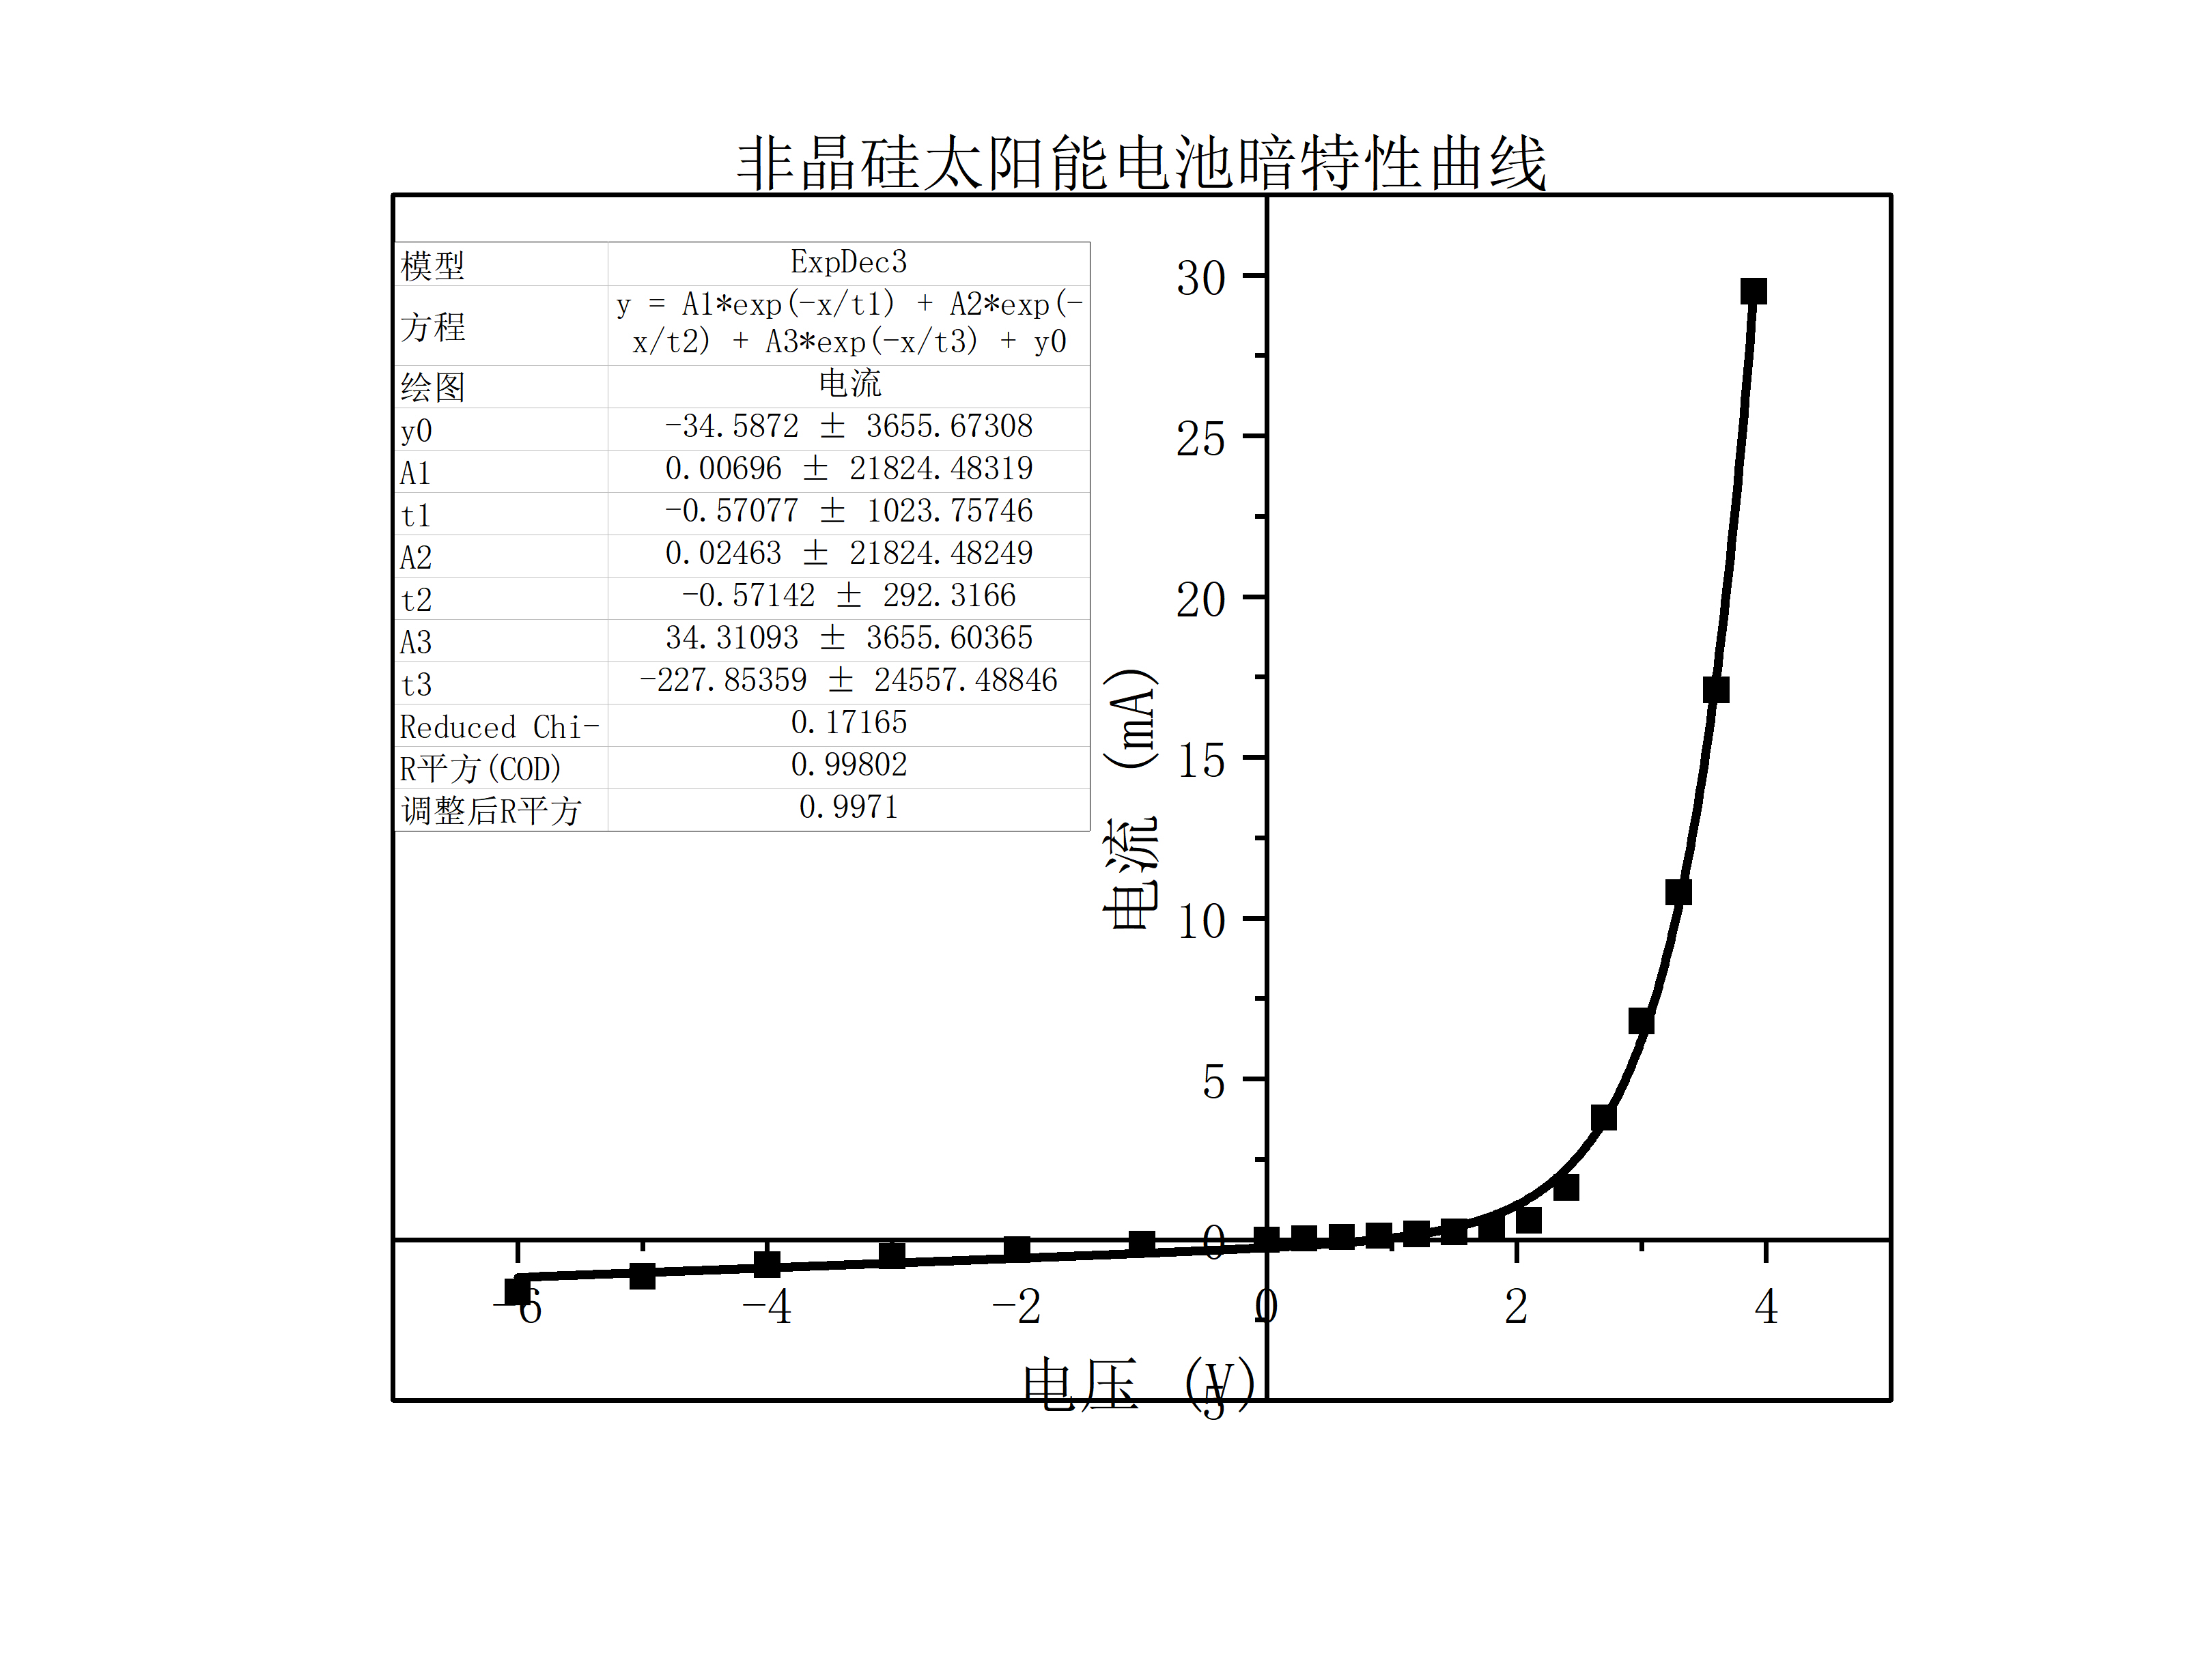 非晶硅太阳能电池暗特性曲线
模型 ExpDec3
方程 y = A1*exp(-x/t1) + A2*exp(-
x/t2) + A3*exp(-x/t3) + y0
绘图 电流
y0 -34.5872 ± 3655.67308
A1 0.00696 ± 21824.48319
t1 -0.57077 ± 1023.75746
A2 0.02463 ± 21824.48249
t2 -0.57142 ± 292.3166
A3 34.31093 ± 3655.60365
t3 -227.85359 ± 24557.48846
Reduced Chi- 0.17165
R平方(COD) 0.99802
调整后R平方 0.9971
30
25
20
15
10
5
0
5
电流 (mA)
-6 -4 -2 0 2 4
电压 (V)